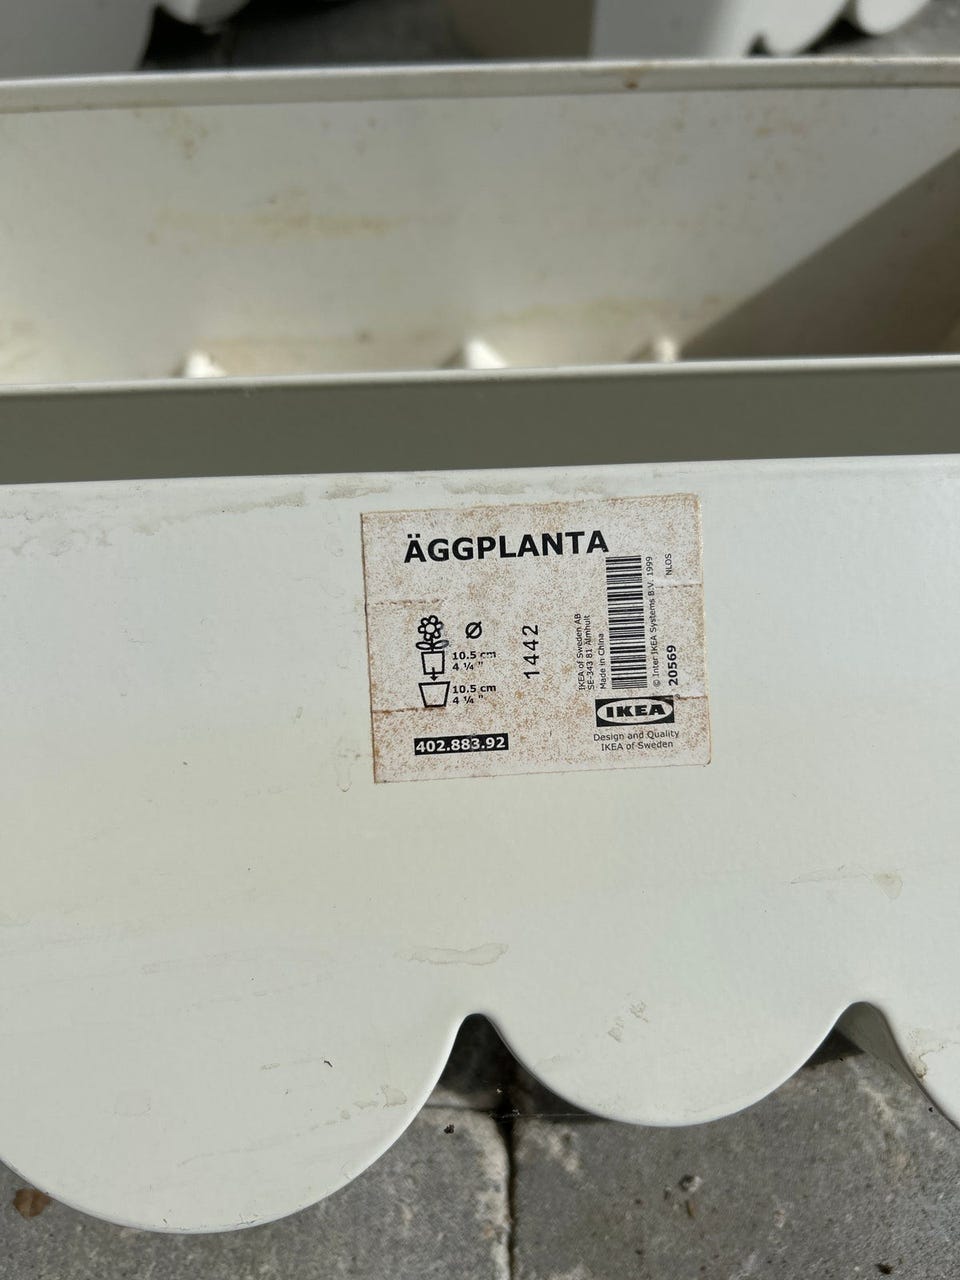 ÄGGPLANTA
10.5 cm
4 ¼ "
10.5 cm
4 ¼ "
402.883.92
1442
IKEA of Sweden AB
SE-343 81 Älmhult
Made in China
© Inter IKEA Systems B.V. 1999
20569
NLOS
IKEA
Design and Quality
IKEA of Sweden